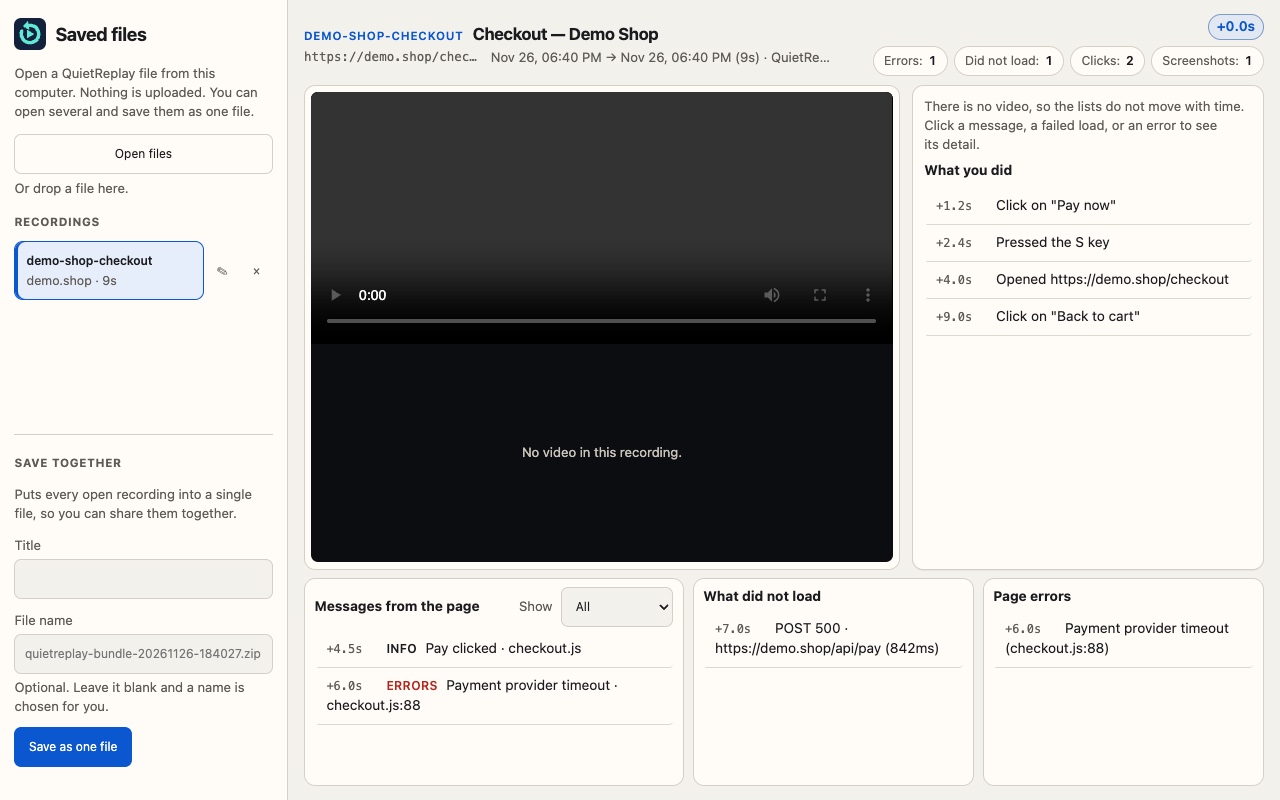 Saved files
Open a QuietReplay file from this
computer. Nothing is uploaded. You can
open several and save them as one file.
Open files
Or drop a file here.
RECORDINGS
demo-shop-checkout
demo.shop · 9s
SAVE TOGETHER
Puts every open recording into a single
file, so you can share them together.
Title
File name
quietreplay-bundle-20261126-184027.zip
Optional. Leave it blank and a name is
chosen for you.
Save as one file
DEMO-SHOP-CHECKOUT Checkout — Demo Shop
https://demo.shop/chec… Nov 26, 06:40 PM → Nov 26, 06:40 PM (9s) · QuietRe…
+0.0s
Errors: 1 Did not load: 1 Clicks: 2 Screenshots: 1
0:00
No video in this recording.
There is no video, so the lists do not move with time.
Click a message, a failed load, or an error to see
its detail.
What you did
+1.2s Click on "Pay now"
+2.4s Pressed the S key
+4.0s Opened https://demo.shop/checkout
+9.0s Click on "Back to cart"
Messages from the page Show All
+4.5s INFO Pay clicked · checkout.js
+6.0s ERRORS Payment provider timeout ·
checkout.js:88
What did not load
+7.0s POST 500 ·
https://demo.shop/api/pay (842ms)
Page errors
+6.0s Payment provider timeout
(checkout.js:88)